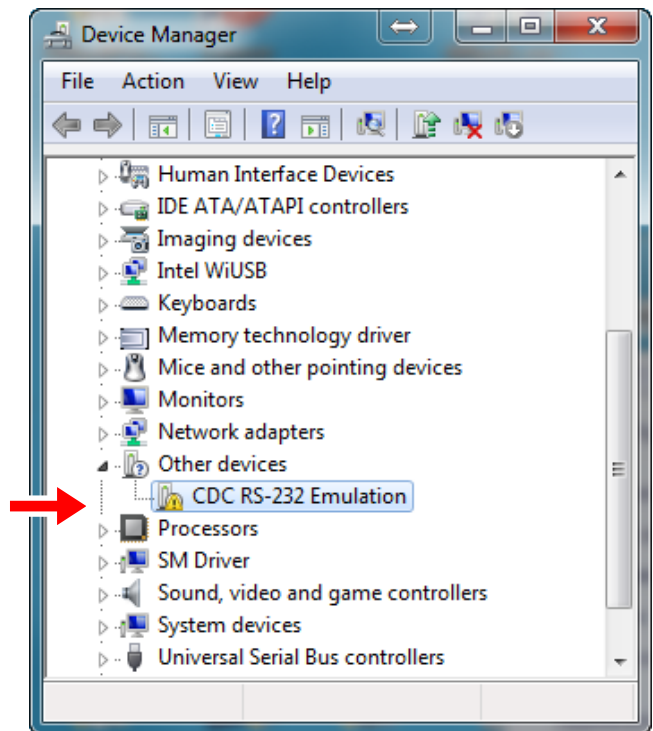 Device Manager
File Action View Help
Human Interface Devices
IDE ATA/ATAPI controllers
Imaging devices
Intel WiUSB
Keyboards
Memory technology driver
Mice and other pointing devices
Monitors
Network adapters
Other devices
CDC RS-232 Emulation
Processors
SM Driver
Sound, video and game controllers
System devices
Universal Serial Bus controllers